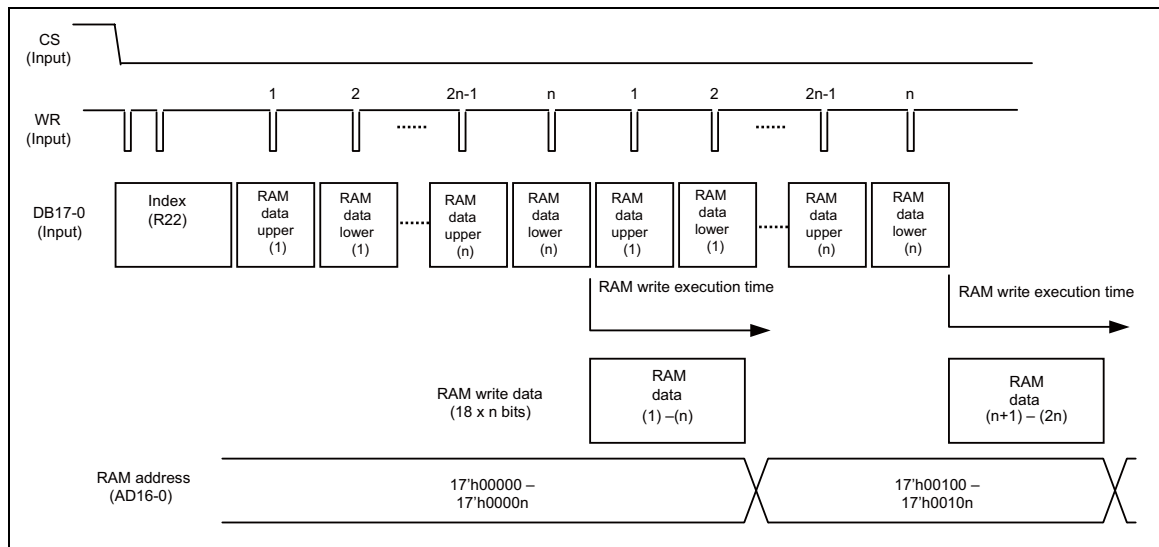 CS
(Input)
1 2 2n-1 n 1 2 2n-1 n
WR
(Input)
DB17-0
(Input)
Index
(R22)
RAM
data
upper
(1)
RAM
data
lower
(1)
RAM
data
upper
(n)
RAM
data
lower
(n)
RAM
data
upper
(1)
RAM
data
lower
(1)
RAM
data
upper
(n)
RAM
data
lower
(n)
RAM write execution time
RAM write execution time
RAM write data
(18 x n bits)
RAM
data
(1) –(n)
RAM
data
(n+1) – (2n)
RAM address
(AD16-0)
17'h00000 –
17'h0000n
17'h00100 –
17'h0010n